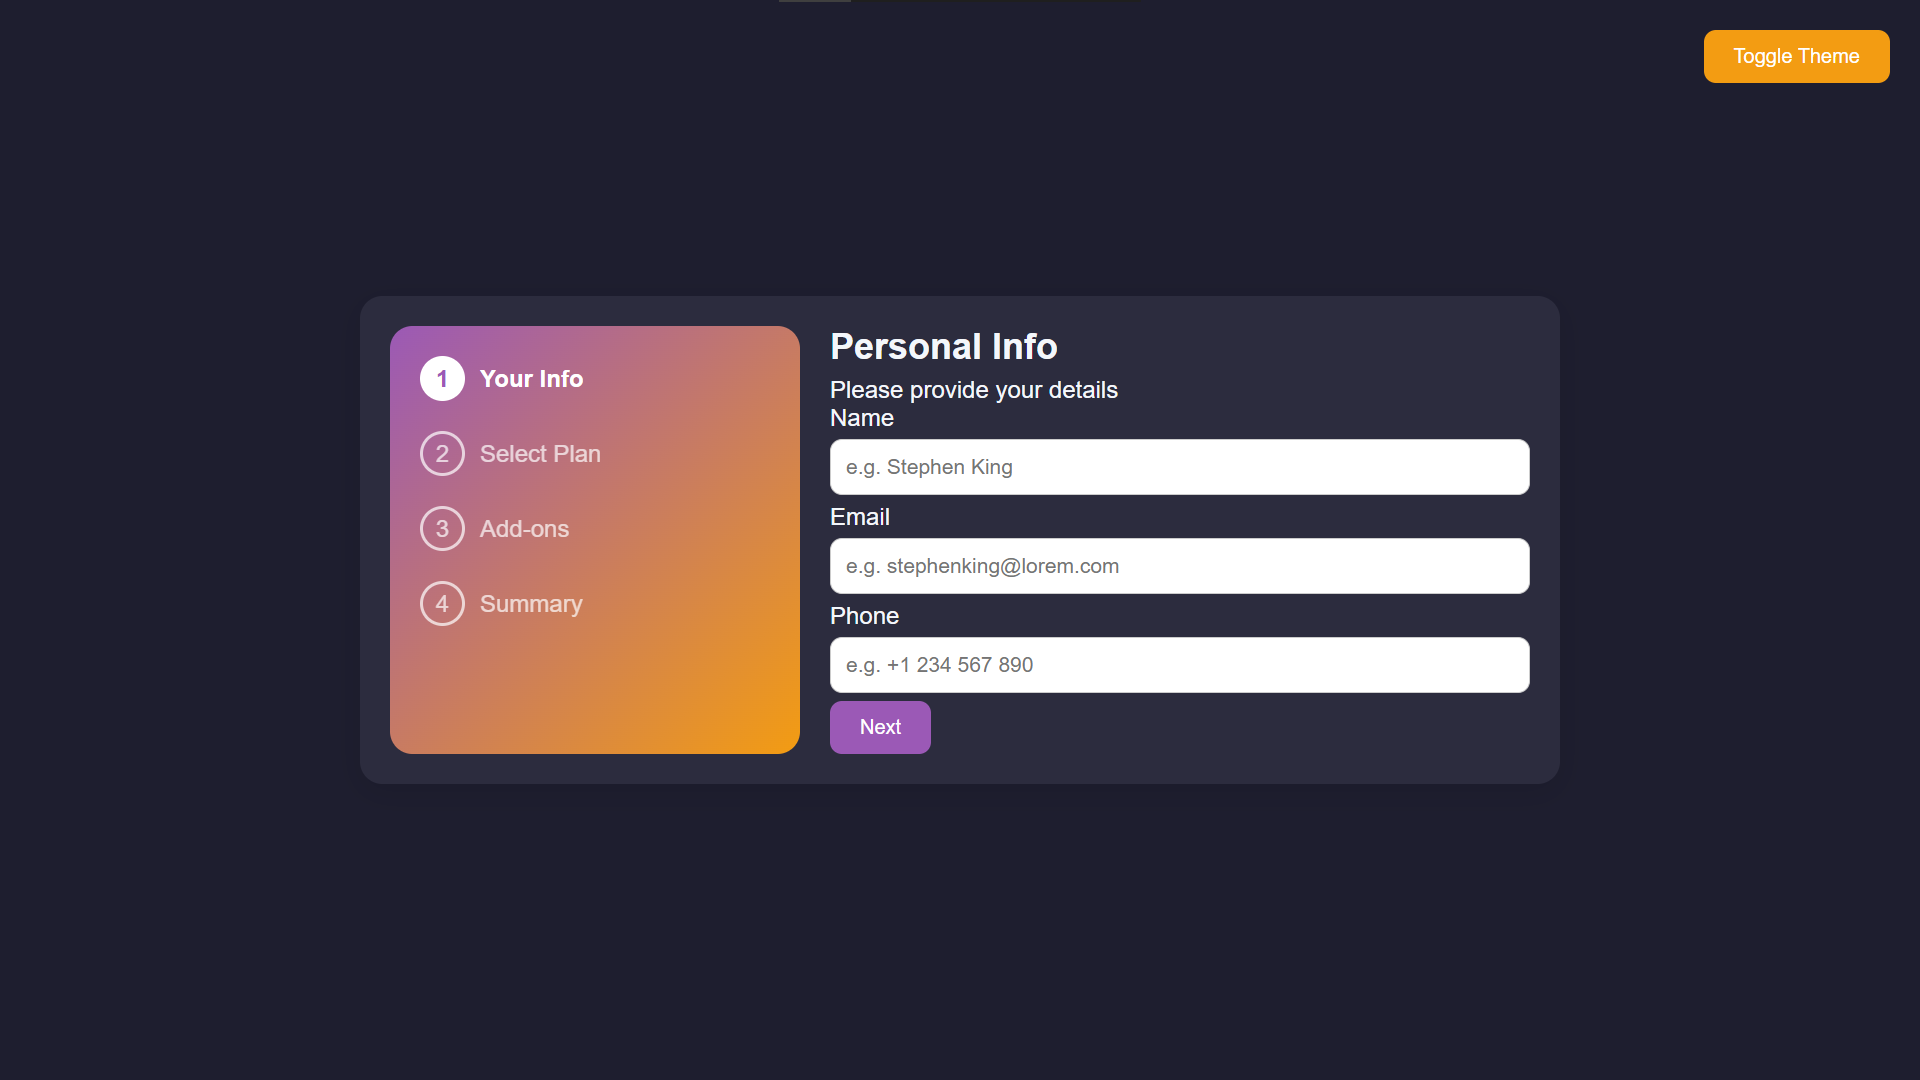 Toggle Theme
1 Your Info
2 Select Plan
3 Add-ons
4 Summary
Personal Info
Please provide your details
Name
e.g. Stephen King
Email
e.g. stephenking@lorem.com
Phone
e.g. +1 234 567 890
Next